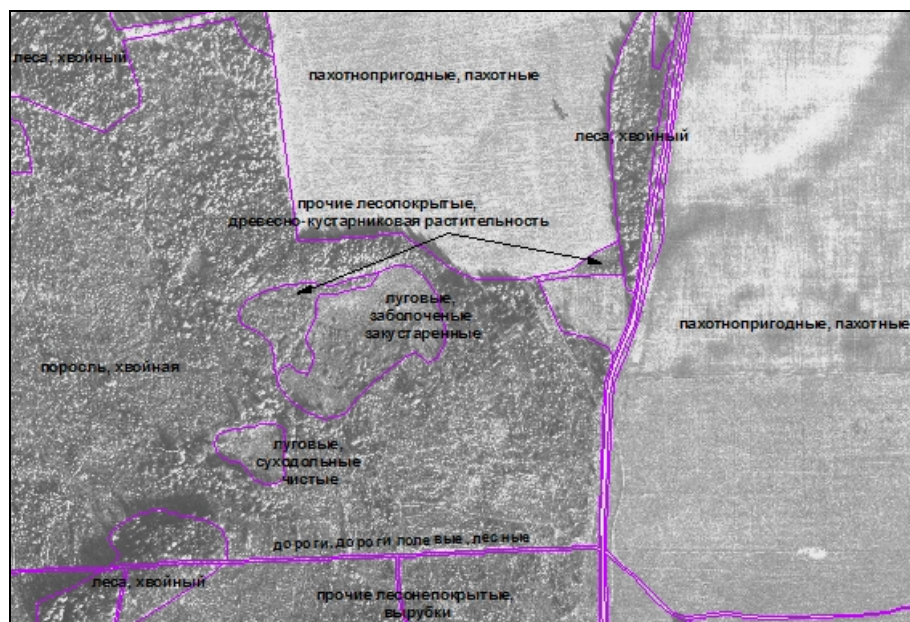 леса, хвойный
пахотнопригодные, пахотные
леса, хвойный
прочие лесопокрытые,
древесно-кустарниковая растительность
луговые,
заболоченые
закустаренные
пахотнопригодные, пахотные
поросль, хвойная
луговые,
суходольные
чистые
дороги, дороги полевые, лесные
леса, хвойный
прочие лесонепокрытые,
вырубки